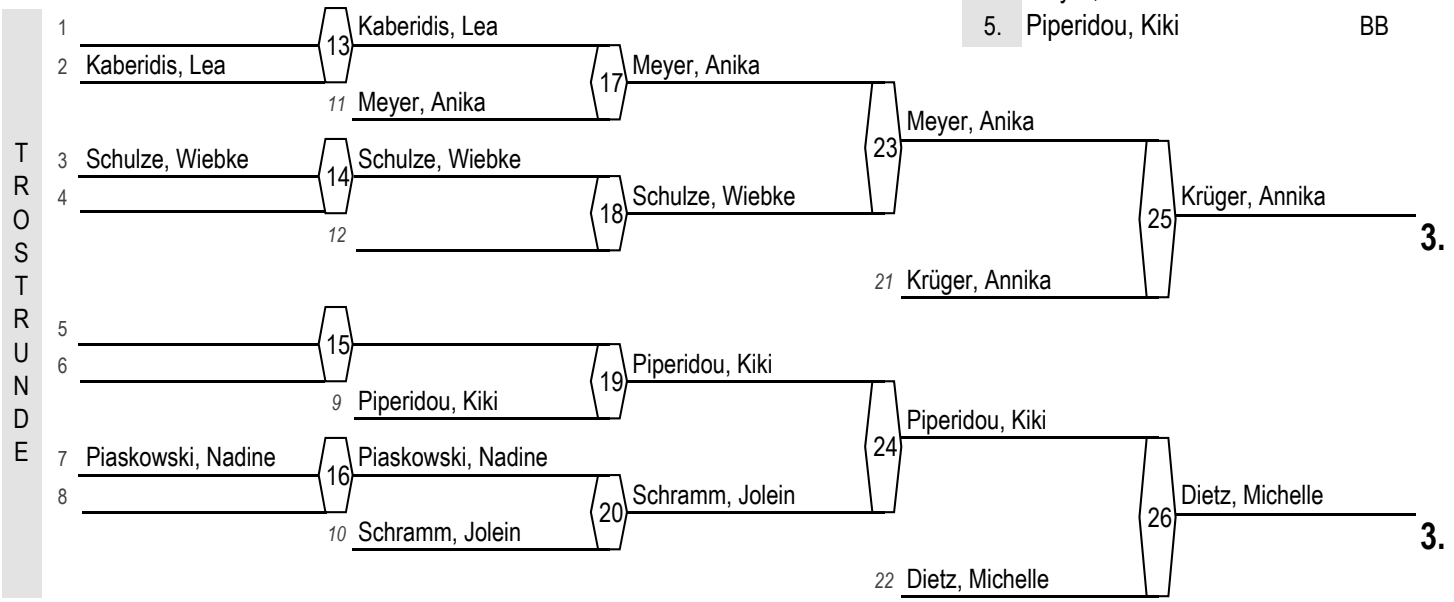 5. Piperidou, Kiki BB
TROSTRUNDE
1
13 Kaberidis, Lea
2 Kaberidis, Lea
17 Meyer, Anika
11 Meyer, Anika
23 Meyer, Anika
3 Schulze, Wiebke
14 Schulze, Wiebke
4
18 Schulze, Wiebke
12
25 Krüger, Annika
3.
21 Krüger, Annika
5
15
6
19 Piperidou, Kiki
9 Piperidou, Kiki
24 Piperidou, Kiki
7 Piaskowski, Nadine
16 Piaskowski, Nadine
8
20 Schramm, Jolein
10 Schramm, Jolein
26 Dietz, Michelle
3.
22 Dietz, Michelle